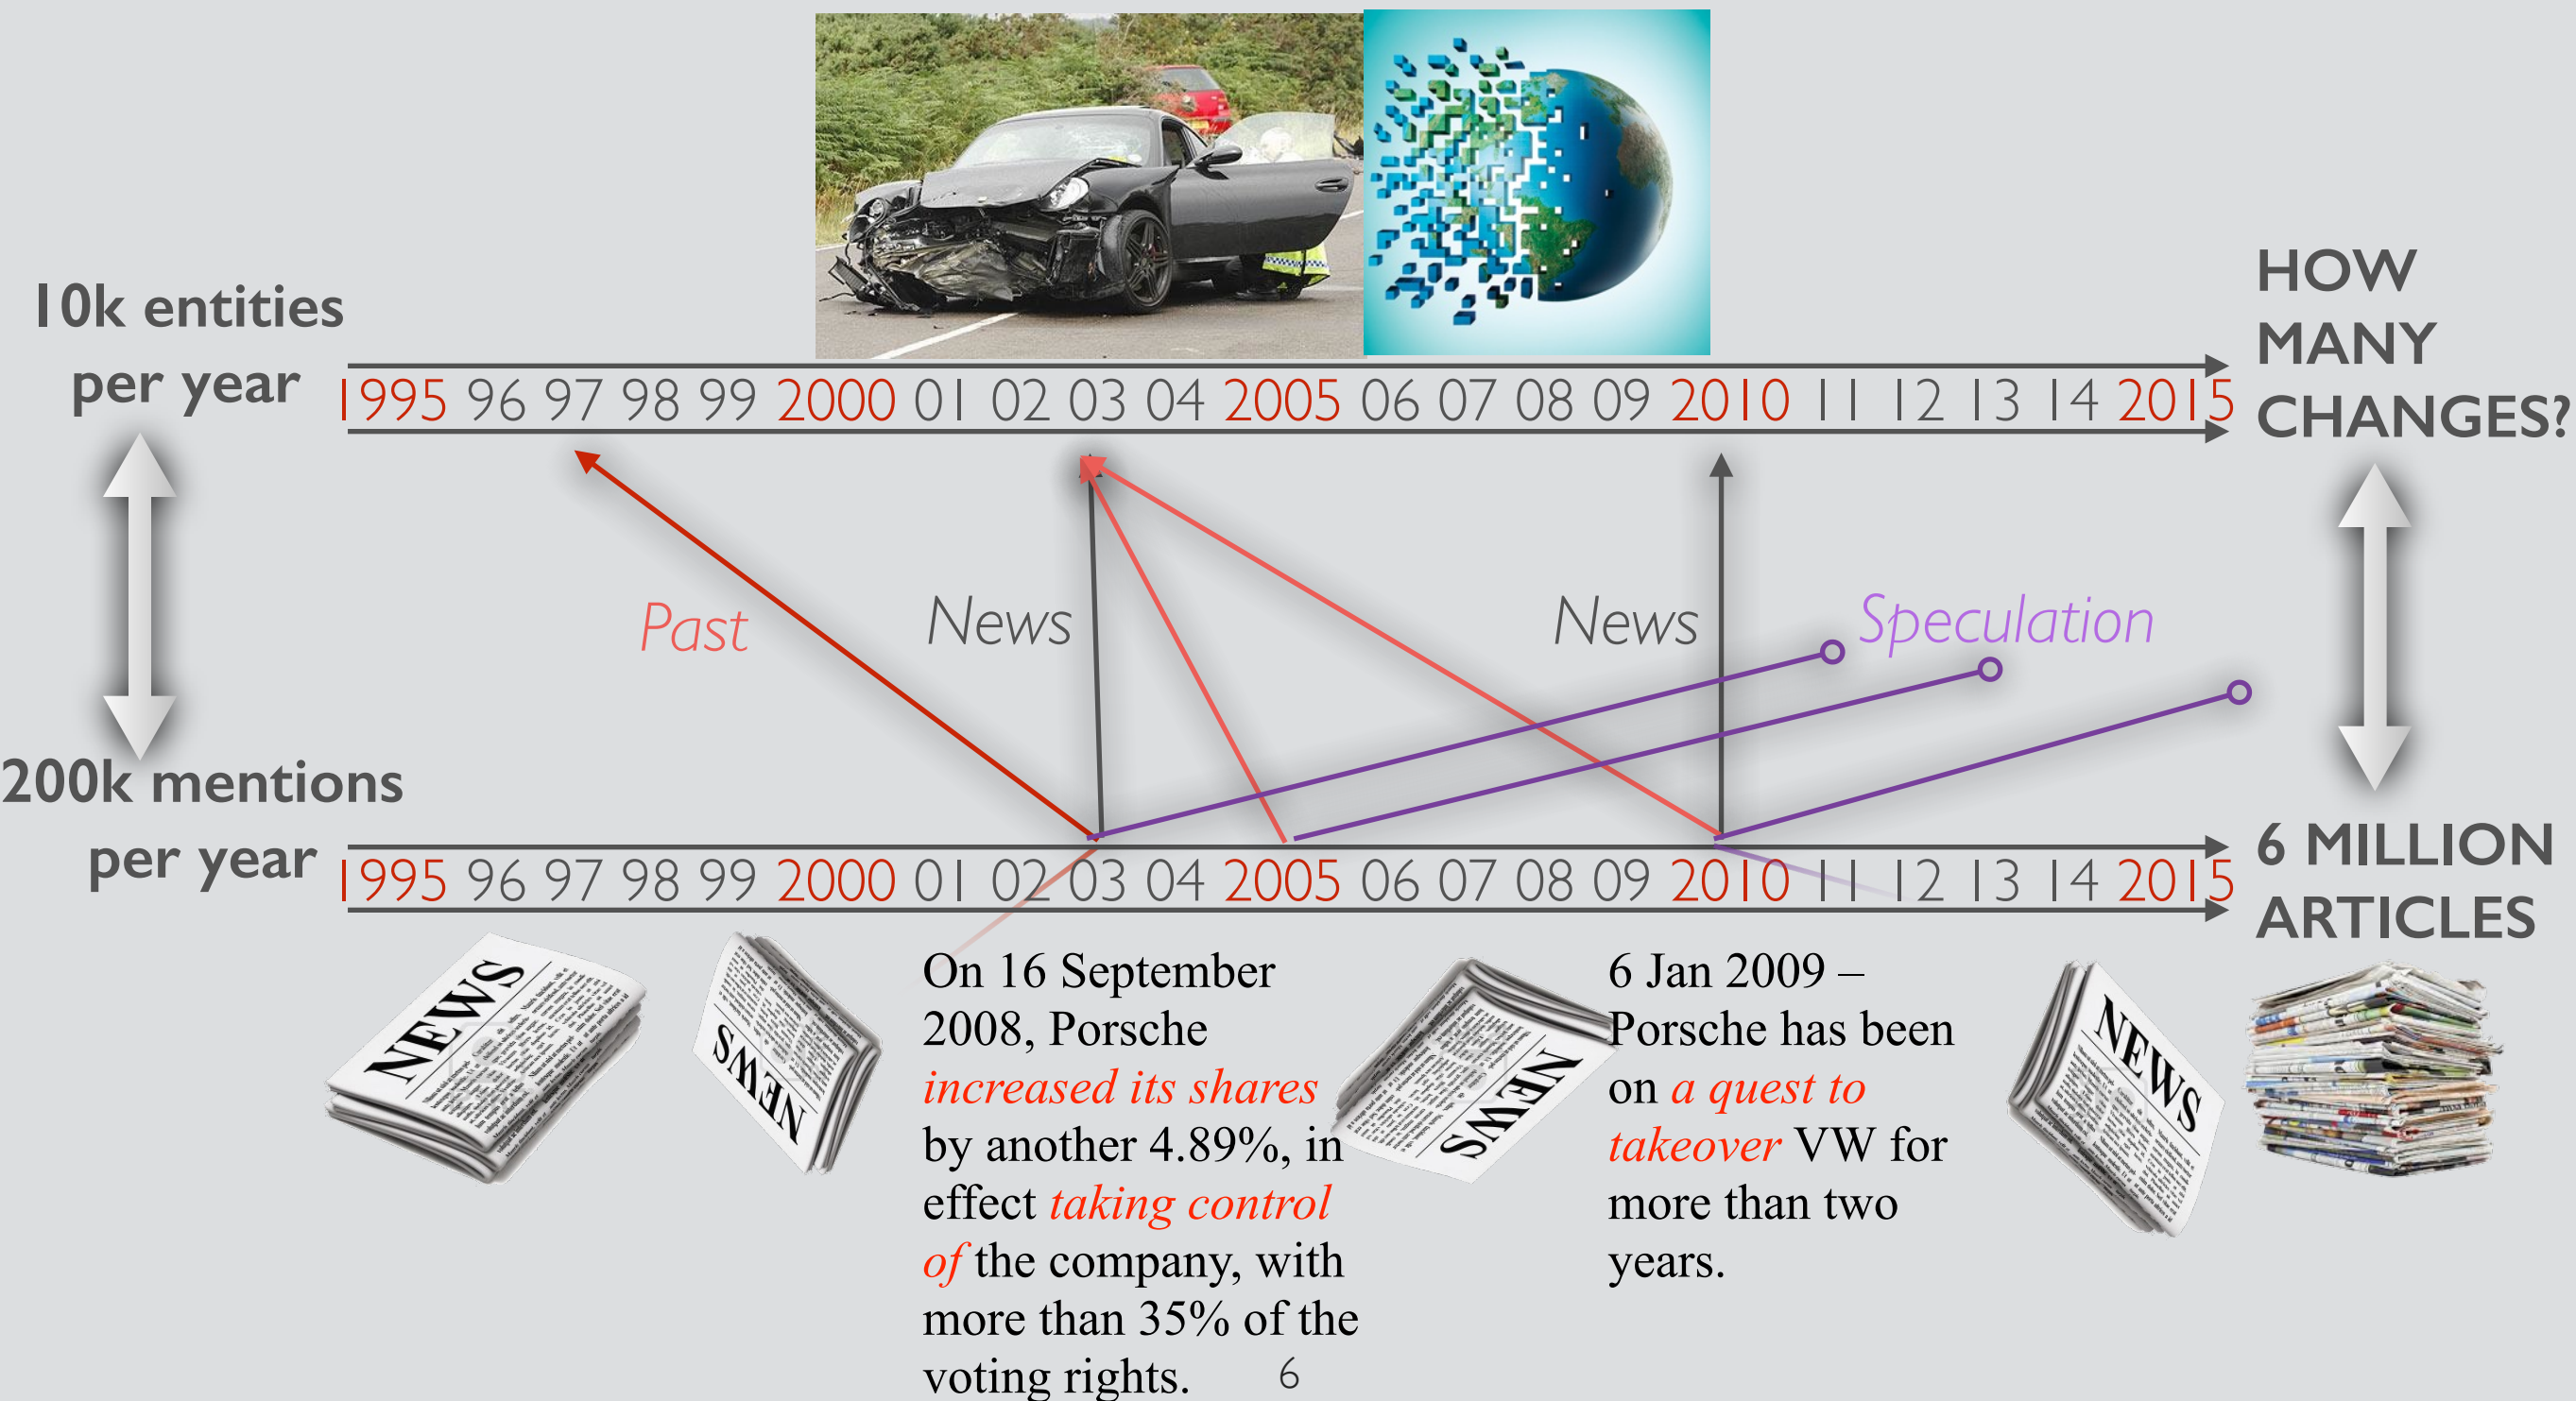 10k entities
per year
1995 96 97 98 99 2000 01 02 03 04 2005 06 07 08 09 2010 11 12 13 14 2015
HOW
MANY
CHANGES?
Past
News
News
Speculation
200k mentions
per year
1995 96 97 98 99 2000 01 02 03 04 2005 06 07 08 09 2010 11 12 13 14 2015
6 MILLION
ARTICLES
NEWS
NEWS
On 16 September
2008, Porsche
increased its shares
by another 4.89%, in
effect taking control
of the company, with
more than 35% of the
voting rights.
NEWS
6 Jan 2009 –
Porsche has been
on a quest to
takeover VW for
more than two
years.
NEWS
6